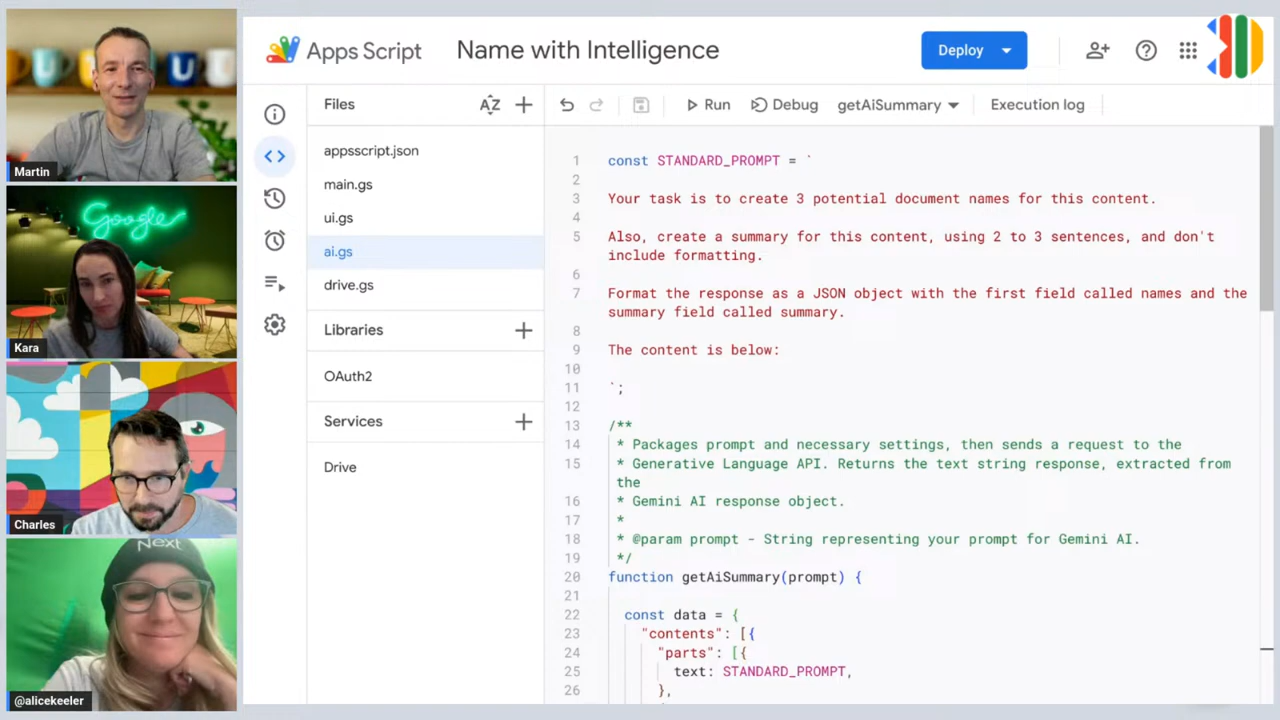 Martin
Google
Kara
Charles
Next
@alicekeeler
Apps Script
Name with Intelligence
Deploy
Files
AZ
Run
Debug
getAiSummary
Execution log
appsscript.json
main.gs
ui.gs
ai.gs
drive.gs
Libraries
OAuth2
Services
Drive
1 const STANDARD_PROMPT = `
2
3 Your task is to create 3 potential document names for this content.
4
5 Also, create a summary for this content, using 2 to 3 sentences, and don't
include formatting.
6
7 Format the response as a JSON object with the first field called names and the
summary field called summary.
8
9 The content is below:
10
11 `;
12
13 /**
14 * Packages prompt and necessary settings, then sends a request to the
15 * Generative Language API. Returns the text string response, extracted from
the
16 * Gemini AI response object.
17 *
18 * @param prompt - String representing your prompt for Gemini AI.
19 */
20 function getAiSummary(prompt) {
21
22 const data = {
23 "contents": [{
24 "parts": [{
25 text: STANDARD_PROMPT,
26 },